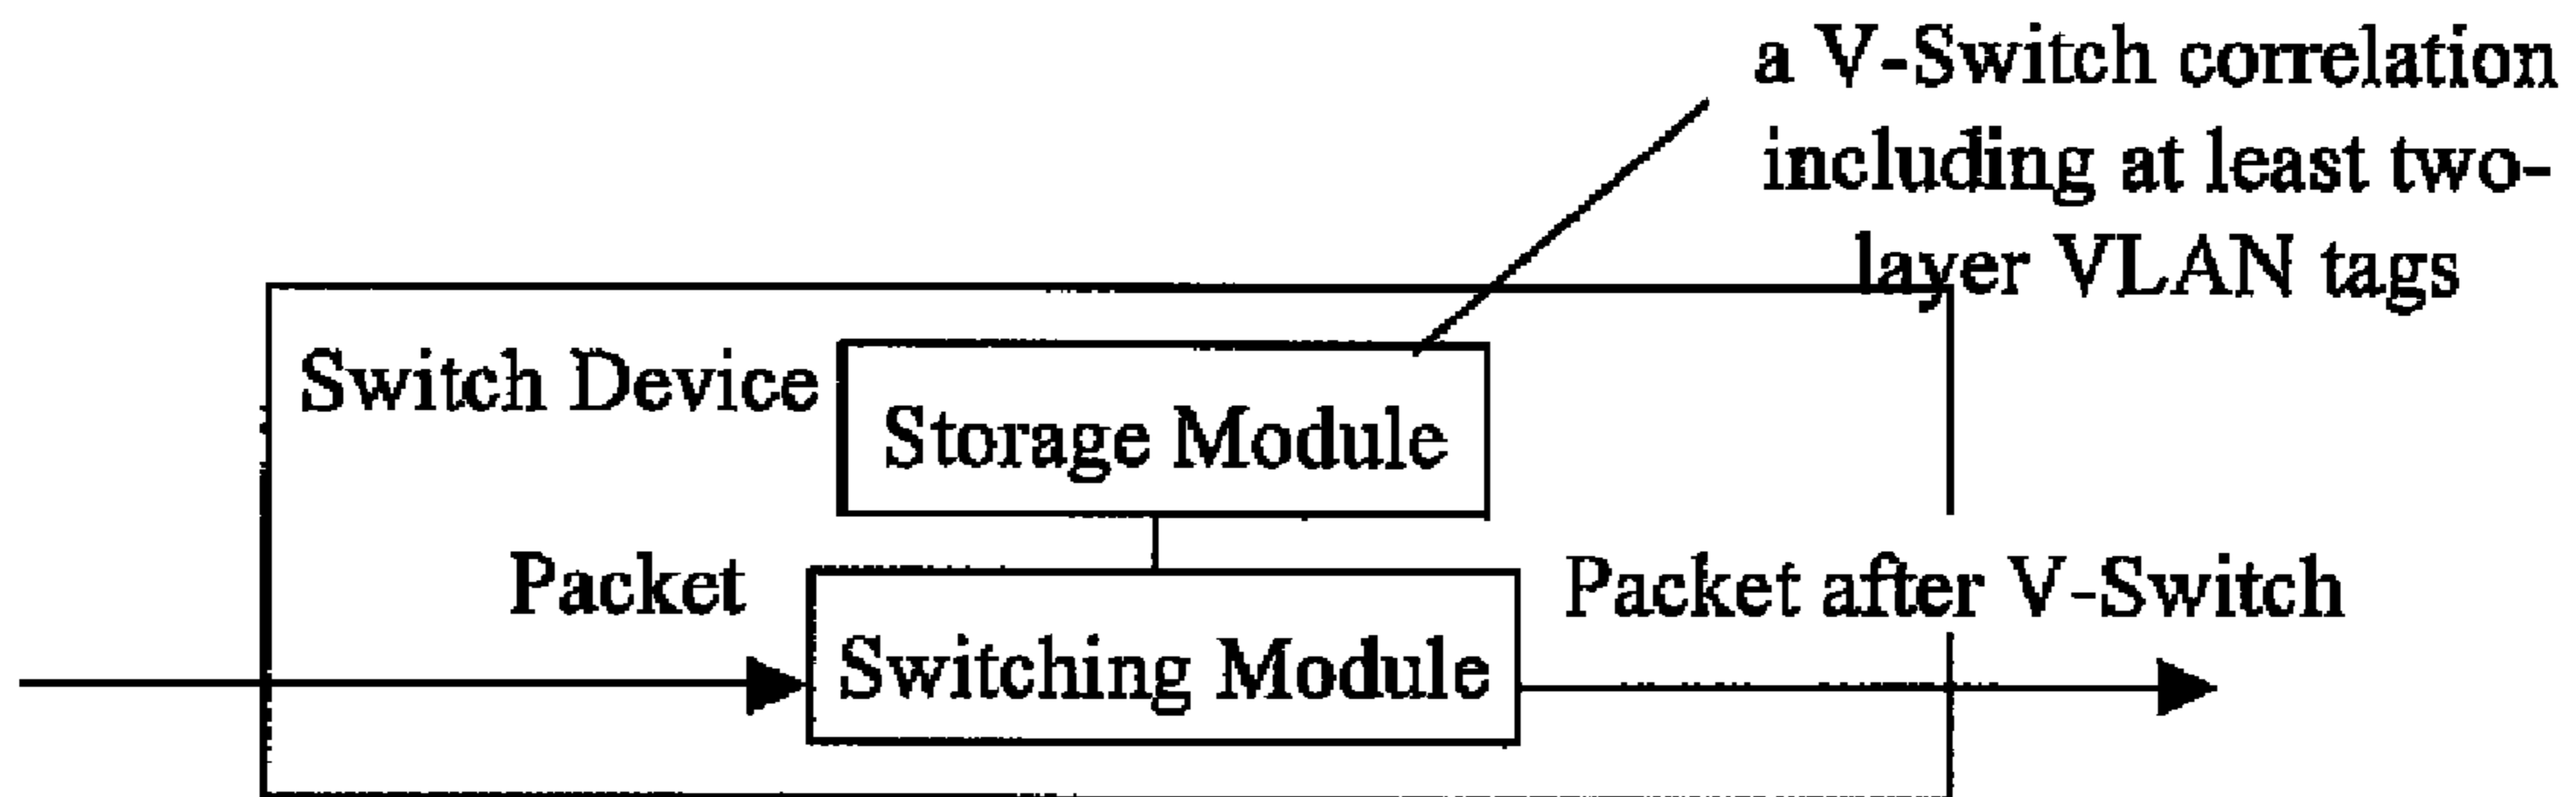 a V-Switch correlation
including at least two-
layer VLAN tags
Switch Device
Storage Module
Packet
Packet after V-Switch
Switching Module